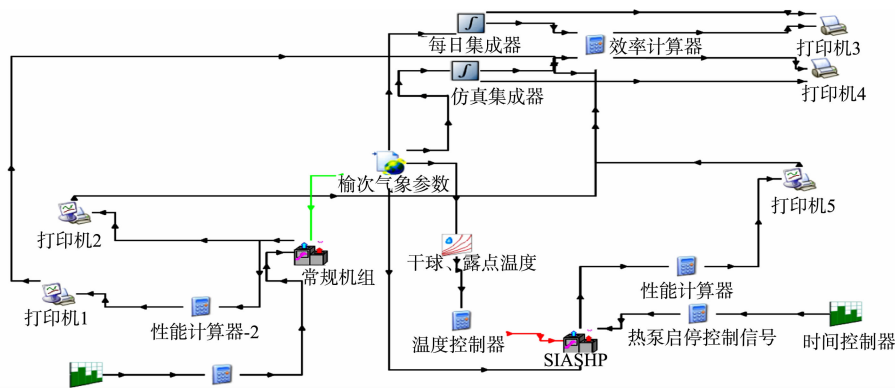 每日集成器
效率计算器
打印机3
仿真集成器
打印机4
榆次气象参数
打印机2
打印机5
常规机组
干球、露点温度
性能计算器
打印机1
性能计算器-2
温度控制器
SIASHP
热泵启停控制信号
时间控制器